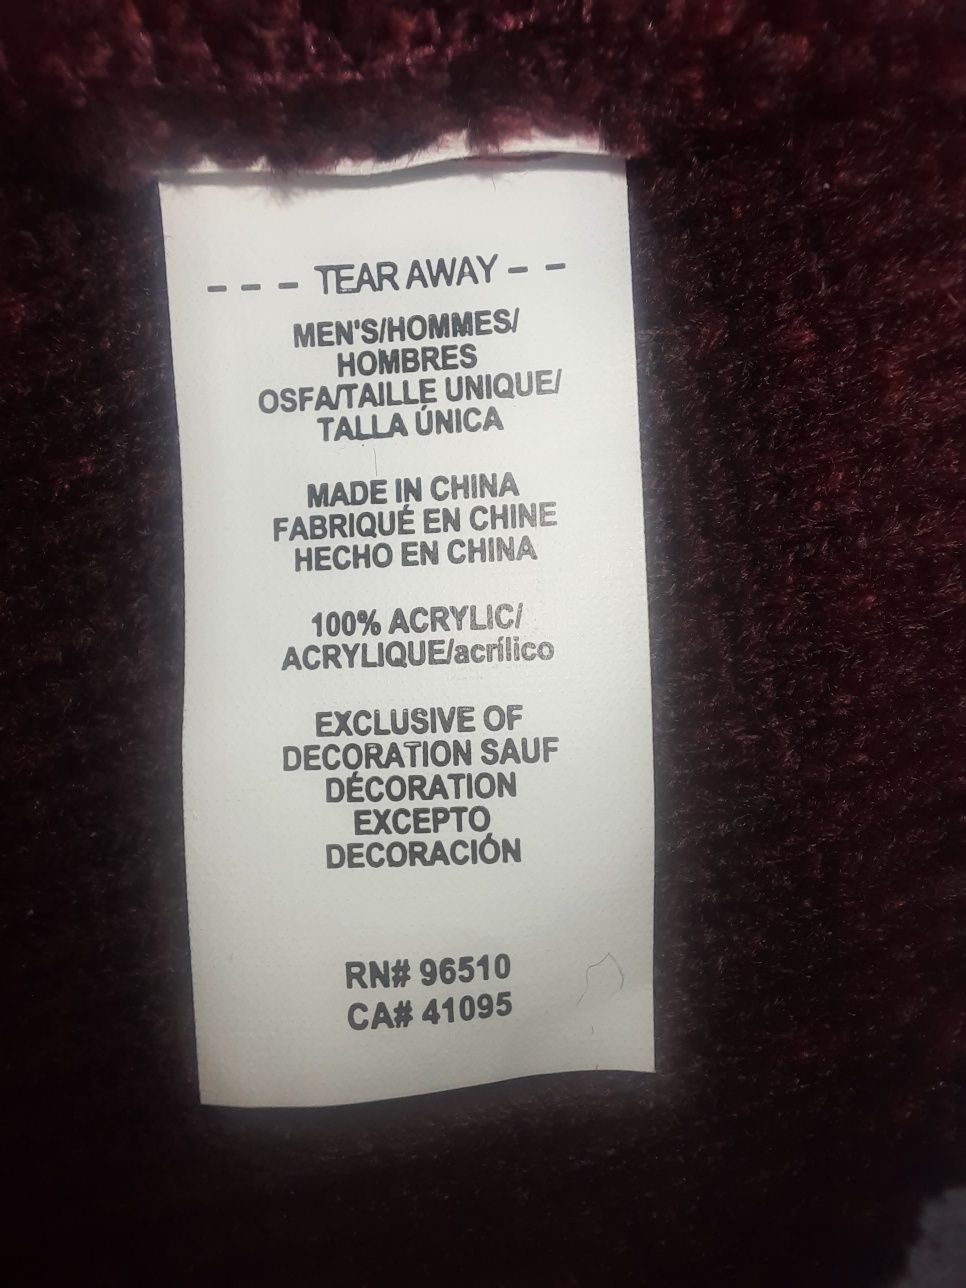 --- TEAR AWAY --
MEN'S/HOMMES/
HOMBRES
OSFA/TAILLE UNIQUE/
TALLA ÚNICA
MADE IN CHINA
FABRIQUÉ EN CHINE
HECHO EN CHINA
100% ACRYLIC/
ACRYLIQUE/acrílico
EXCLUSIVE OF
DECORATION SAUF
DÉCORATION
EXCEPTO
DECORACIÓN
RN# 96510
CA# 41095